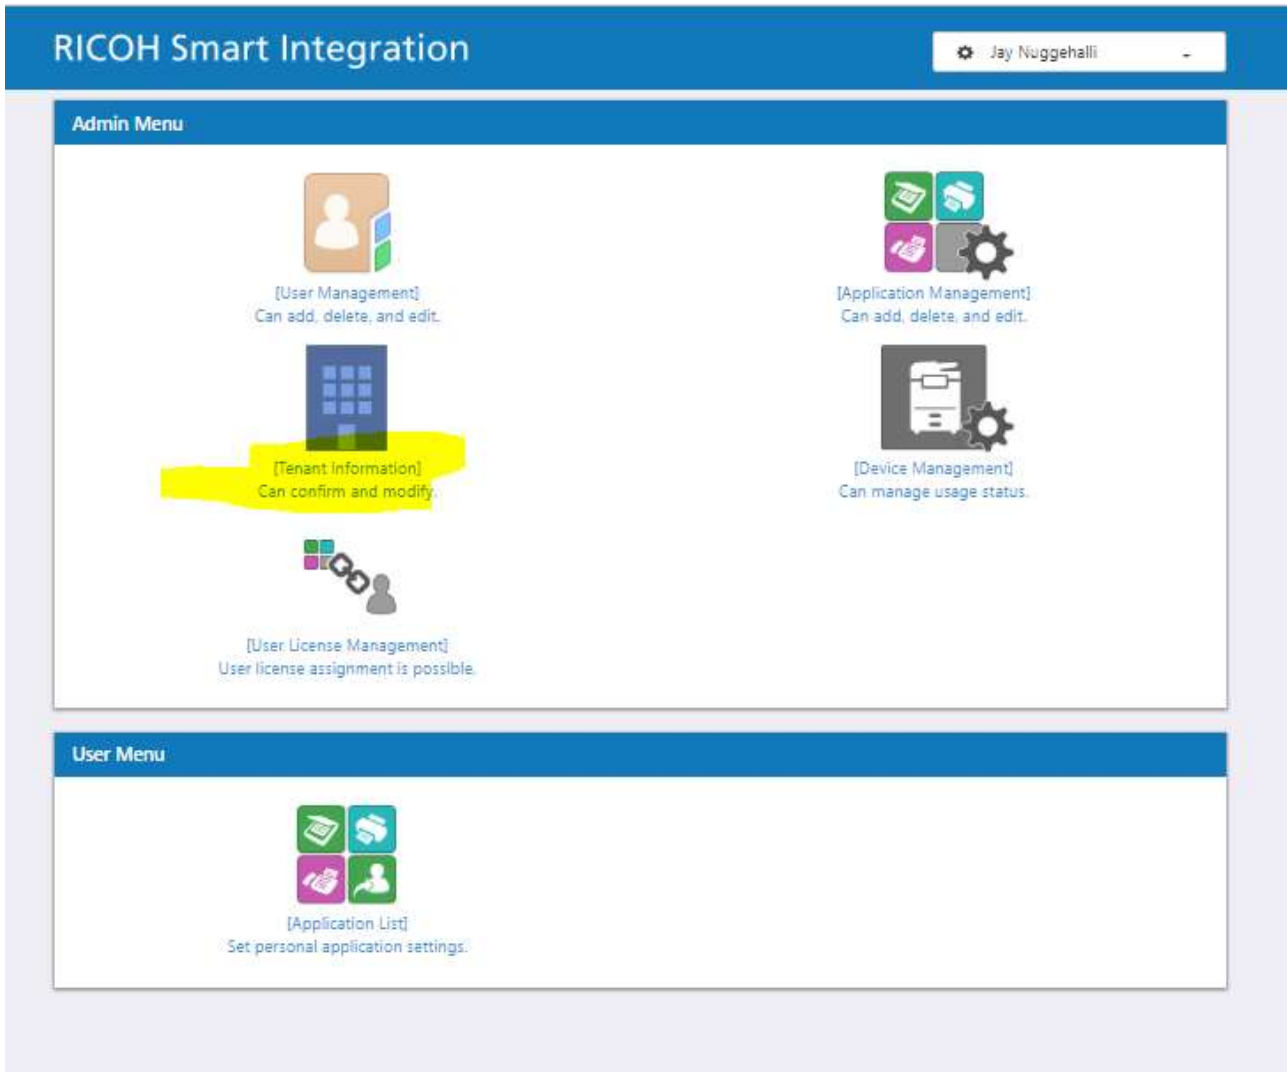 RICOH Smart Integration
Jay Nuggehalli
Admin Menu
[User Management]
Can add, delete, and edit.
[Application Management]
Can add, delete, and edit.
[Tenant Information]
Can confirm and modify.
[Device Management]
Can manage usage status.
[User License Management]
User license assignment is possible.
User Menu
[Application List]
Set personal application settings.